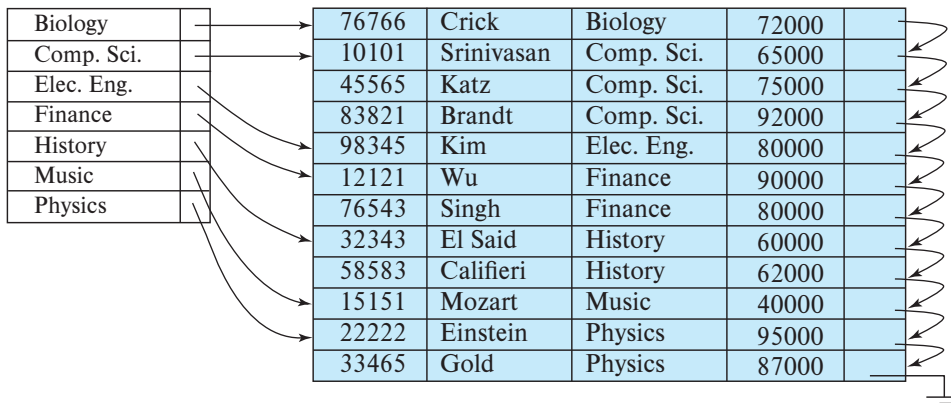 Biology
Comp. Sci.
Elec. Eng.
Finance
History
Music
Physics
76766 Crick Biology 72000
10101 Srinivasan Comp. Sci. 65000
45565 Katz Comp. Sci. 75000
83821 Brandt Comp. Sci. 92000
98345 Kim Elec. Eng. 80000
12121 Wu Finance 90000
76543 Singh Finance 80000
32343 El Said History 60000
58583 Califieri History 62000
15151 Mozart Music 40000
22222 Einstein Physics 95000
33465 Gold Physics 87000